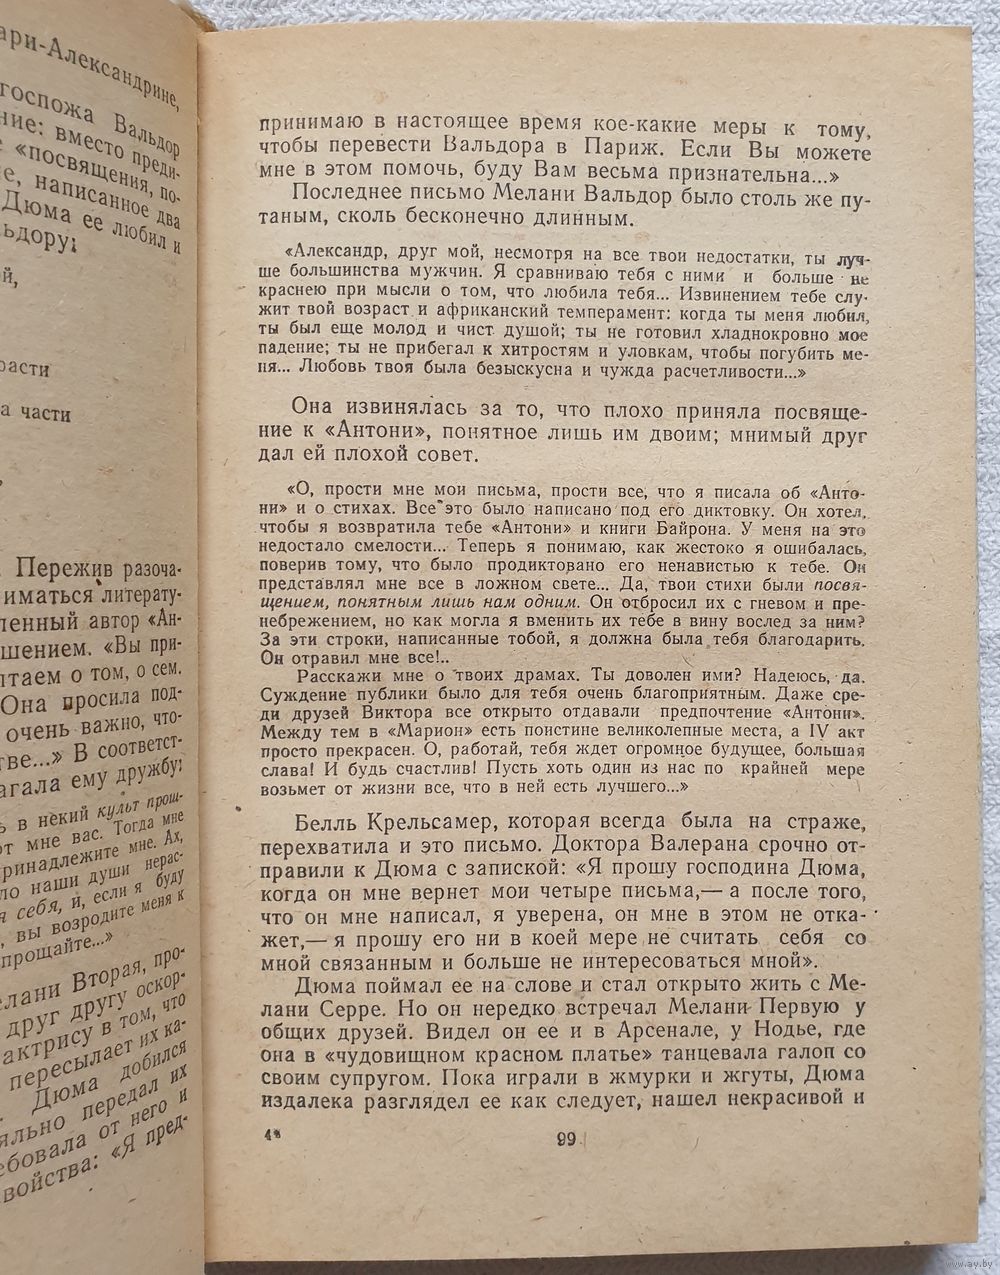 ари-Александрине,
госпожа Вальдор
ние: вместо преди-
«посвящения, по-
е, написанное два
Дюма ее любил и
льдору:
ой,
расти
а части
Пережив разоча-
иматься литерату-
ленный автор «Ан-
шением. «Вы при-
итаем о том, о сем.
Она просила под-
очень важно, что-
тве...» В соответст-
агала ему дружбу:
ь в некий культ прош-
от мне вас. Тогда мне
ринадлежите мне. Ах,
ло наши души нерас-
я себя, и, если я буду
, вы возродите меня к
прощайте...»
елани Вторая, про-
друг другу оскор-
актрису в том, что
пересылает их ка-
Дюма добился
яльно передал их
ебовала от него и
войства: «Я пред-
принимаю в настоящее время кое-какие меры к тому,
чтобы перевести Вальдора в Париж. Если Вы можете
мне в этом помочь, буду Вам весьма признательна...»
Последнее письмо Мелани Вальдор было столь же пу-
таным, сколь бесконечно длинным.
«Александр, друг мой, несмотря на все твои недостатки, ты луч-
ше большинства мужчин. Я сравниваю тебя с ними и больше не
краснею при мысли о том, что любила тебя... Извинением тебе слу-
жит твой возраст и африканский темперамент: когда ты меня любил,
ты был еще молод и чист душой; ты не готовил хладнокровно мое
падение; ты не прибегал к хитростям и уловкам, чтобы погубить ме-
ня... Любовь твоя была безыскусна и чужда расчетливости...»
Она извинялась за то, что плохо приняла посвяще-
ние к «Антони», понятное лишь им двоим; мнимый друг
дал ей плохой совет.
«О, прости мне мои письма, прости все, что я писала об «Анто-
ни» и о стихах. Все это было написано под его диктовку. Он хотел,
чтобы я возвратила тебе «Антони» и книги Байрона. У меня на это
недостало смелости... Теперь я понимаю, как жестоко я ошибалась,
поверив тому, что было продиктовано его ненавистью к тебе. Он
представлял мне все в ложном свете... Да, твои стихи были посвя-
щением, понятным лишь нам одним. Он отбросил их с гневом и пре-
небрежением, но как могла я вменить их тебе в вину вослед за ним?
За эти строки, написанные тобой, я должна была тебя благодарить.
Он отравил мне все!..
Расскажи мне о твоих драмах. Ты доволен ими? Надеюсь, да.
Суждение публики было для тебя очень благоприятным. Даже сре-
ди друзей Виктора все открыто отдавали предпочтение «Антони».
Между тем в «Марион» есть поистине великолепные места, а IV акт
просто прекрасен. О, работай, тебя ждет огромное будущее, большая
слава! И будь счастлив! Пусть хоть один из нас по крайней мере
возьмет от жизни все, что в ней есть лучшего...»
Белль Крельсамер, которая всегда была на страже,
перехватила и это письмо. Доктора Валерана срочно от-
правили к Дюма с запиской: «Я прошу господина Дюма,
когда он мне вернет мои четыре письма,— а после того,
что он мне написал, я уверена, он мне в этом не отка-
жет,— я прошу его ни в коей мере не считать себя со
мной связанным и больше не интересоваться мной».
Дюма поймал ее на слове и стал открыто жить с Ме-
лани Серре. Но он нередко встречал Мелани Первую у
общих друзей. Видел он ее и в Арсенале, у Нодье, где
она в «чудовищном красном платье» танцевала галоп со
своим супругом. Пока играли в жмурки и жгуты, Дюма
издалека разглядел ее как следует, нашел некрасивой и
4*
99
www.ay.by